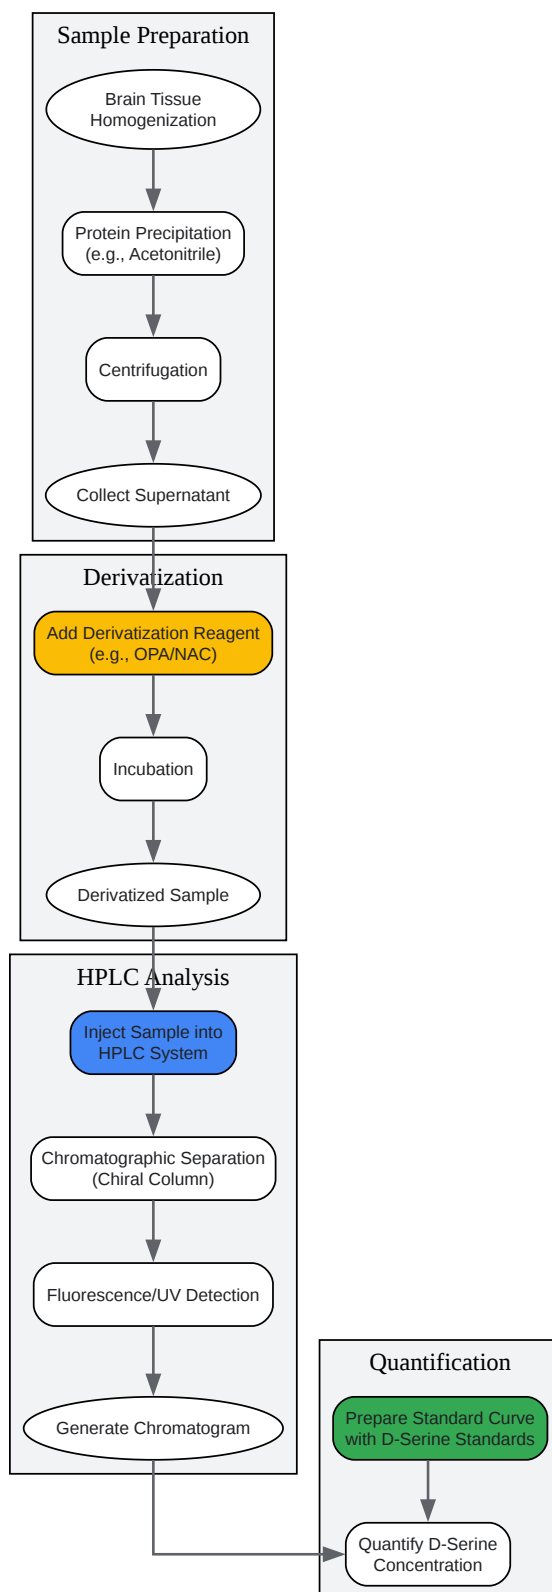 Sample Preparation
Brain Tissue
Homogenization
Protein Precipitation
(e.g., Acetonitrile)
Centrifugation
Collect Supernatant
Derivatization
Add Derivatization Reagent
(e.g., OPA/NAC)
Incubation
Derivatized Sample
HPLC Analysis
Inject Sample into
HPLC System
Chromatographic Separation
(Chiral Column)
Fluorescence/UV Detection
Generate Chromatogram
Quantification
Prepare Standard Curve
with D-Serine Standards
Quantify D-Serine
Concentration